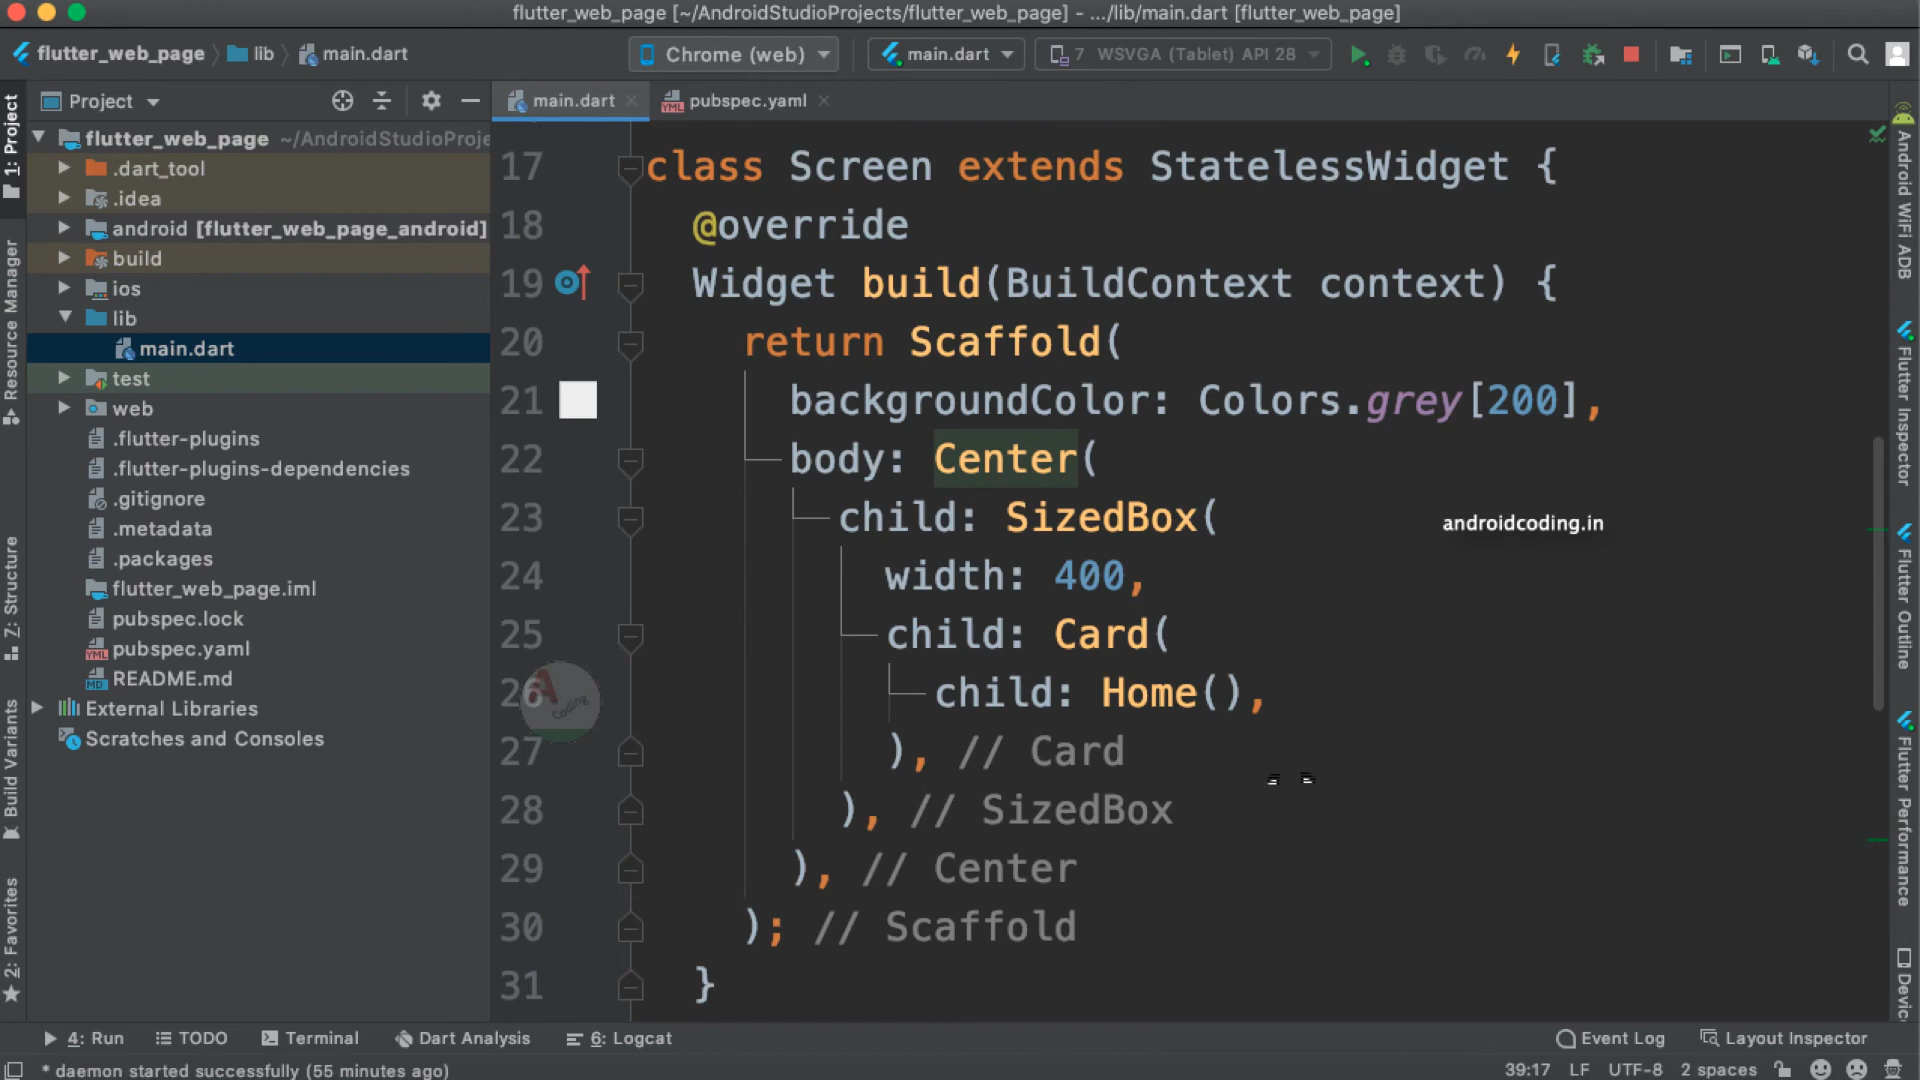 flutter_web_page [~/AndroidStudioProjects/flutter_web_page] - .../lib/main.dart [flutter_web_page]
flutter_web_page lib main.dart
Chrome (web)
main.dart
7 WSVGA (Tablet) API 28
1: Project
Resource Manager
Z: Structure
Build Variants
2: Favorites
Project
flutter_web_page ~/AndroidStudioProje
.dart_tool
.idea
android [flutter_web_page_android]
build
ios
lib
main.dart
test
web
.flutter-plugins
.flutter-plugins-dependencies
.gitignore
.metadata
.packages
flutter_web_page.iml
pubspec.lock
pubspec.yaml
README.md
External Libraries
Scratches and Consoles
main.dart
pubspec.yaml
17 class Screen extends StatelessWidget {
18 @override
19 Widget build(BuildContext context) {
20 return Scaffold(
21 backgroundColor: Colors.grey[200],
22 body: Center(
23 child: SizedBox(
24 width: 400,
25 child: Card(
26 child: Home(),
27 ), // Card
28 ), // SizedBox
29 ), // Center
30 ); // Scaffold
31 }
androidcoding.in
A Coding
Android WiFi ADB
Flutter Inspector
Flutter Outline
Flutter Performance
Devic
4: Run
TODO
Terminal
Dart Analysis
6: Logcat
Event Log
Layout Inspector
* daemon started successfully (55 minutes ago)
39:17 LF UTF-8 2 spaces